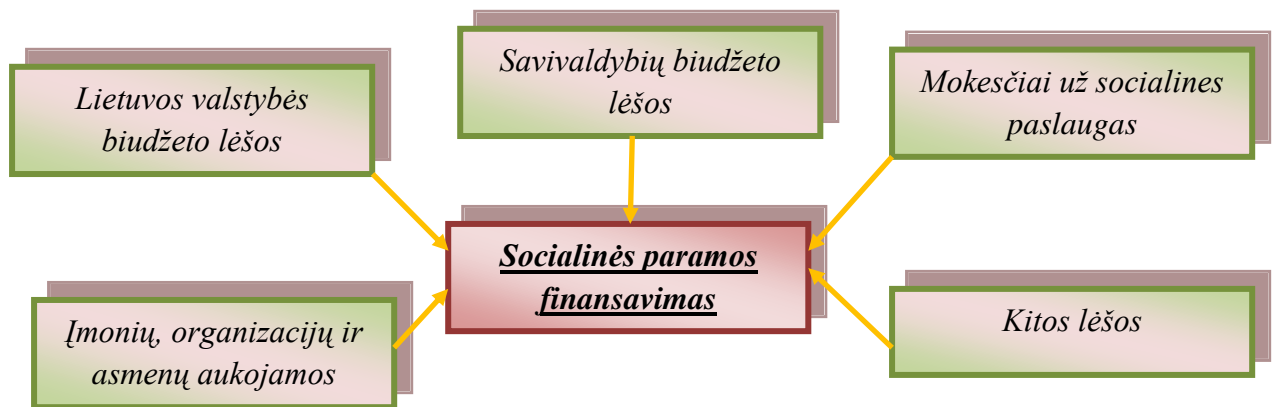 Lietuvos valstybės
biudžeto lėšos
Savivaldybių biudžeto
lėšos
Mokesčiai už socialines
paslaugas
Socialinės paramos
finansavimas
Įmonių, organizacijų ir
asmenų aukojamos
Kitos lėšos